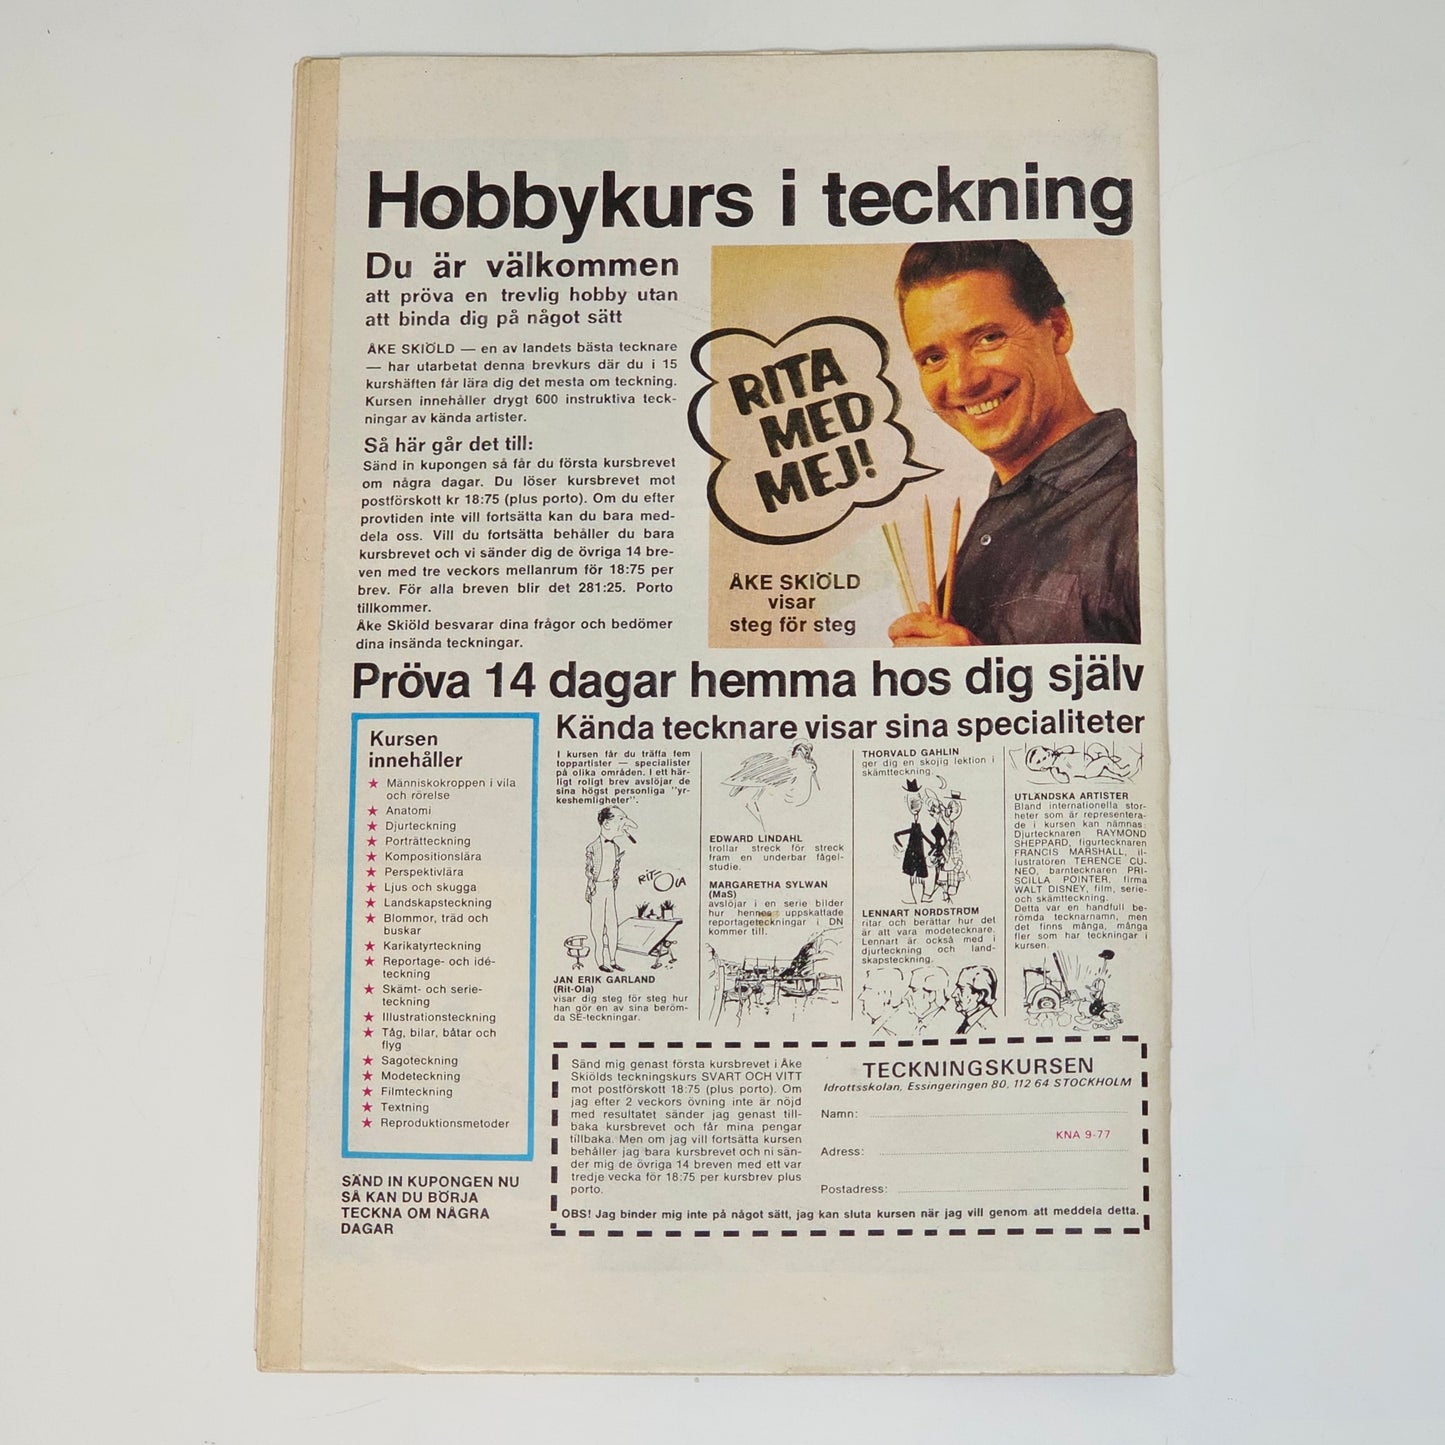 Hobbykurs i teckning
Du är välkommen
att pröva en trevlig hobby utan
att binda dig på något sätt
ÅKE SKIÖLD — en av landets bästa tecknare
— har utarbetat denna brevkurs där du i 15
kurshäften får lära dig det mesta om teckning.
Kursen innehåller drygt 600 instruktiva teck-
ningar av kända artister.
Så här går det till:
Sänd in kupongen så får du första kursbrevet
om några dagar. Du löser kursbrevet mot
postförskott kr 18:75 (plus porto). Om du efter
provtiden inte vill fortsätta kan du bara med-
dela oss. Vill du fortsätta behåller du bara
kursbrevet och vi sänder dig de övriga 14 bre-
ven med tre veckors mellanrum för 18:75 per
brev. För alla breven blir det 281:25. Porto
tillkommer.
Åke Skiöld besvarar dina frågor och bedömer
dina insända teckningar.
RITA
MED
MEJ!
ÅKE SKIÖLD
visar
steg för steg
Pröva 14 dagar hemma hos dig själv
Kursen
innehåller
★ Människokroppen i vila
och rörelse
★ Anatomi
★ Djurteckning
★ Porträtteckning
★ Kompositionslära
★ Perspektivlära
★ Ljus och skugga
★ Landskapsteckning
★ Blommor, träd och
buskar
★ Karikatyrteckning
★ Reportage- och idé-
teckning
★ Skämt- och serie-
teckning
★ Illustrationsteckning
★ Tåg, bilar, båtar och
flyg
★ Sagoteckning
★ Modeteckning
★ Filmteckning
★ Textning
★ Reproduktionsmetoder
SÄND IN KUPONGEN NU
SÅ KAN DU BÖRJA
TECKNA OM NÅGRA
DAGAR
Kända tecknare visar sina specialiteter
I kursen får du träffa fem
toppartister — specialister
på olika områden. I ett här-
ligt roligt brev avslöjar de
sina högst personliga "yr-
keshemligheter".
RIT-OLA
JAN ERIK GARLAND
(Rit-Ola)
visar dig steg för steg hur
han gör en av sina beröm-
da SE-teckningar.
EDWARD LINDAHL
trollar streck för streck
fram en underbar fågel-
studie.
MARGARETHA SYLWAN
(MaS)
avslöjar i en serie bilder
hur hennes uppskattade
reportageteckningar i DN
kommer till.
THORVALD GAHLIN
ger dig en skojig lektion i
skämtteckning.
LENNART NORDSTRÖM
ritar och berättar hur det
är att vara modetecknare.
Lennart är också med i
djurteckning och land-
skapsteckning.
UTLÄNDSKA ARTISTER
Bland internationella stor-
heter som är representera-
de i kursen kan nämnas:
Djurtecknaren RAYMOND
SHEPPARD, figurtecknaren
FRANCIS MARSHALL, il-
lustratören TERENCE CU-
NEO, barntecknaren PRI-
SCILLA POINTER, firma
WALT DISNEY, film, serie-
och skämtteckning.
Detta var en handfull be-
römda tecknarnamn, men
det finns många, många
fler som har teckningar i
kursen.
Sänd mig genast första kursbrevet i Åke
Skiölds teckningskurs SVART OCH VITT
mot postförskott 18:75 (plus porto). Om
jag efter 2 veckors övning inte är nöjd
med resultatet sänder jag genast till-
baka kursbrevet och får mina pengar
tillbaka. Men om jag vill fortsätta kursen
behåller jag bara kursbrevet och ni sän-
der mig de övriga 14 breven med ett var
tredje vecka för 18:75 per kursbrev plus
porto.
TECKNINGSKURSEN
Idrottsskolan, Essingeringen 80, 112 64 STOCKHOLM
Namn:
KNA 9-77
Adress:
Postadress:
OBS! Jag binder mig inte på något sätt, jag kan sluta kursen när jag vill genom att meddela detta.